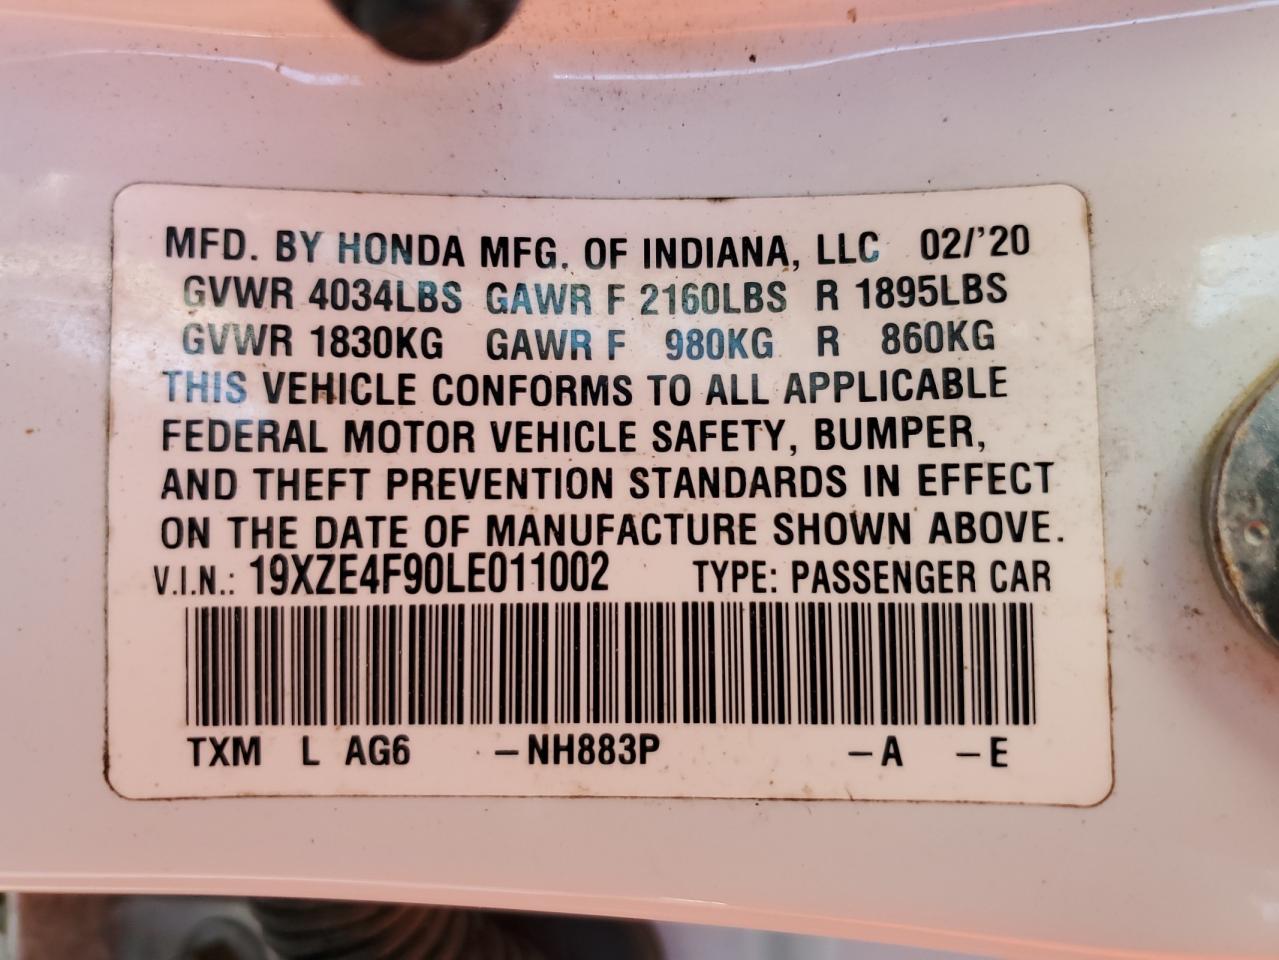 MFD. BY HONDA MFG. OF INDIANA, LLC 02/'20
GVWR 4034LBS GAWR F 2160LBS R 1895LBS
GVWR 1830KG GAWR F 980KG R 860KG
THIS VEHICLE CONFORMS TO ALL APPLICABLE
FEDERAL MOTOR VEHICLE SAFETY, BUMPER,
AND THEFT PREVENTION STANDARDS IN EFFECT
ON THE DATE OF MANUFACTURE SHOWN ABOVE.
V.I.N.: 19XZE4F90LE011002 TYPE: PASSENGER CAR
TXM L AG6 –NH883P –A –E